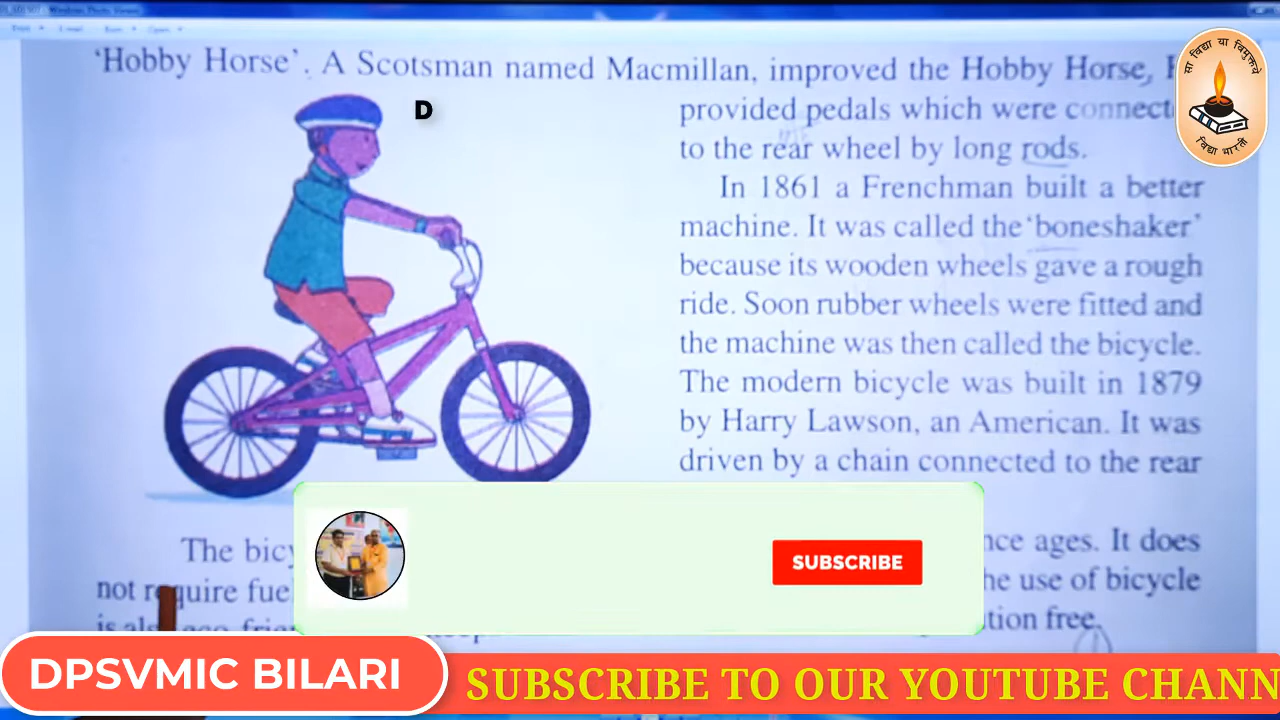 'Hobby Horse'. A Scotsman named Macmillan, improved the Hobby Horse,
D
provided pedals which were connect
to the rear wheel by long rods.
In 1861 a Frenchman built a better
machine. It was called the 'boneshaker'
because its wooden wheels gave a rough
ride. Soon rubber wheels were fitted and
the machine was then called the bicycle.
The modern bicycle was built in 1879
by Harry Lawson, an American. It was
driven by a chain connected to the rear
The bicy nce ages. It does
not require fue he use of bicycle
is also tion free.
सा विद्या या विमुक्तये
विद्या भारती
SUBSCRIBE
DPSVMIC BILARI
SUBSCRIBE TO OUR YOUTUBE CHANN